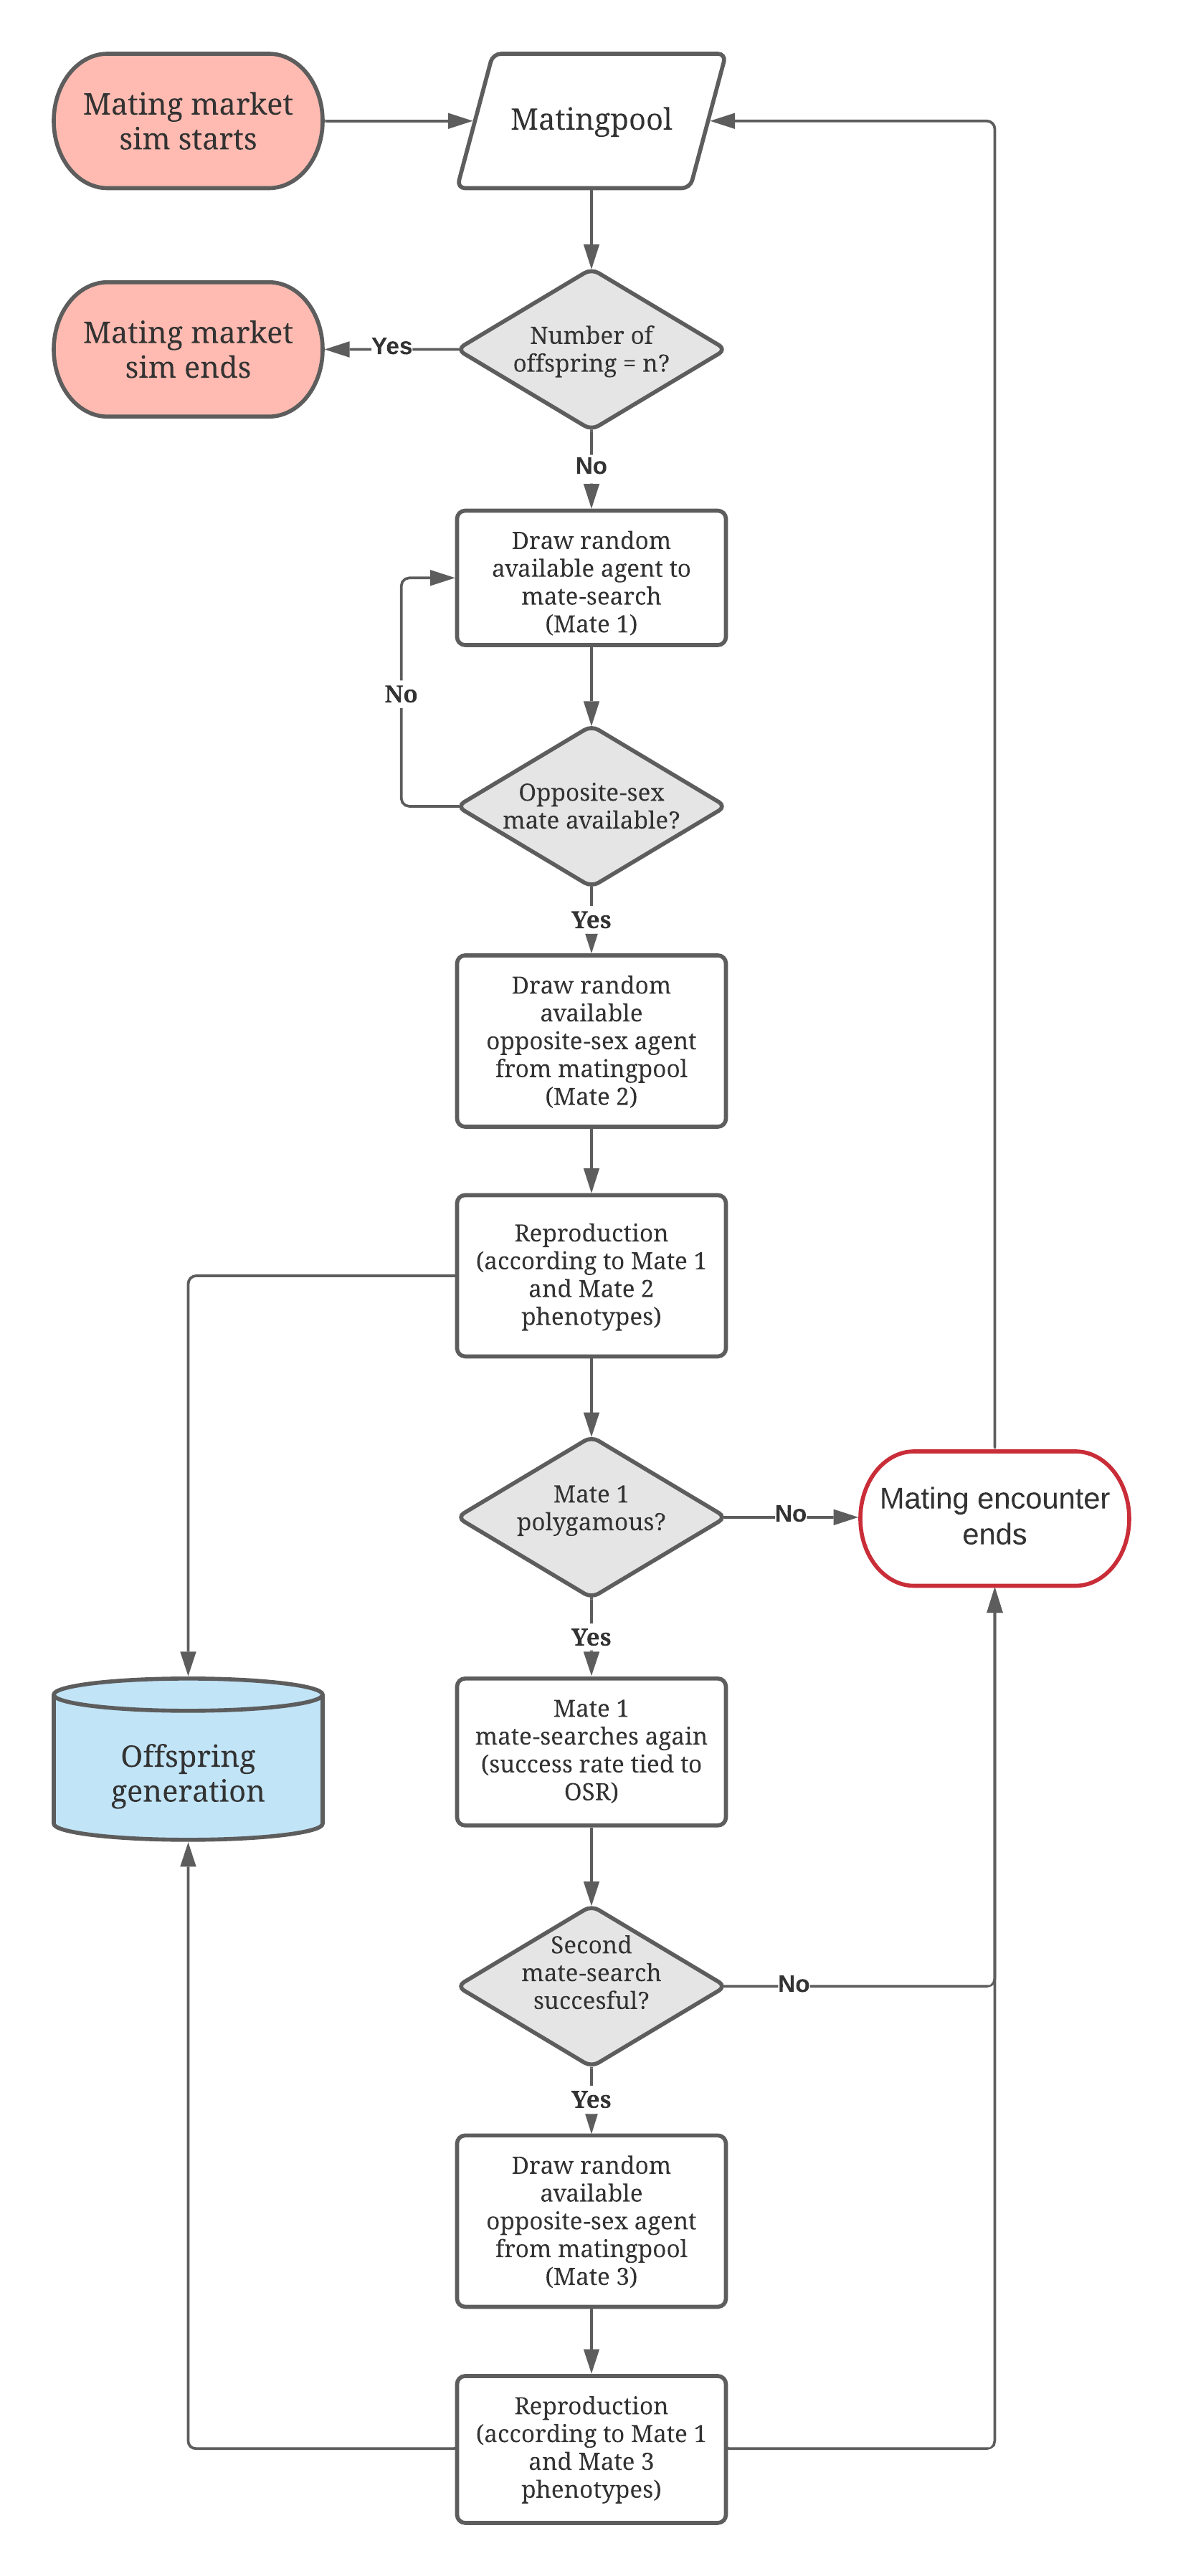 Mating market
sim starts
Matingpool
Mating market
sim ends
Yes
Number of
offspring = n?
No
Draw random
available agent to
mate-search
(Mate 1)
No
Opposite-sex
mate available?
Yes
Draw random
available
opposite-sex agent
from matingpool
(Mate 2)
Reproduction
(according to Mate 1
and Mate 2
phenotypes)
Mate 1
polygamous?
No
Mating encounter
ends
Yes
Mate 1
mate-searches again
(success rate tied to
OSR)
Offspring
generation
Second
mate-search
succesful?
No
Yes
Draw random
available
opposite-sex agent
from matingpool
(Mate 3)
Reproduction
(according to Mate 1
and Mate 3
phenotypes)